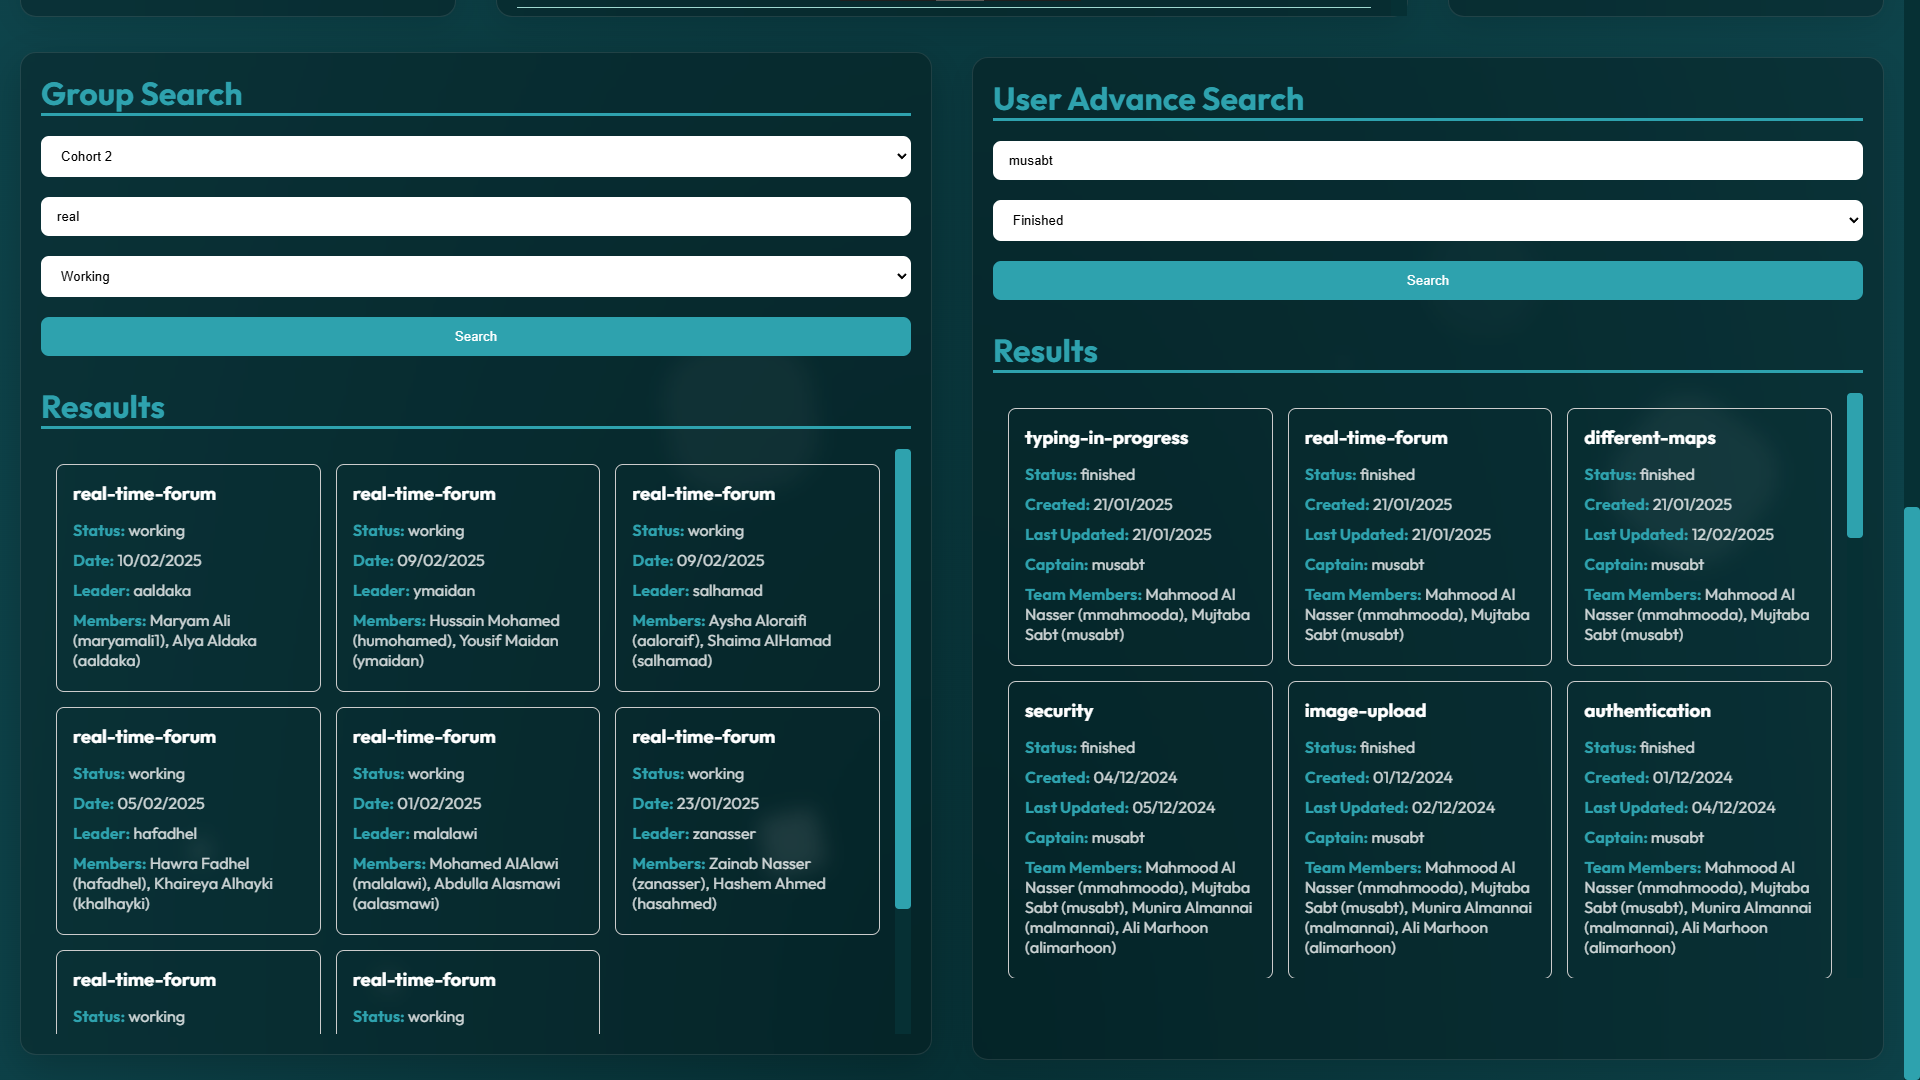 Group Search
Cohort 2
real
Working
Search
Resaults
real-time-forum
Status: working
Date: 10/02/2025
Leader: aaldaka
Members: Maryam Ali
(maryamali1), Alya Aldaka
(aaldaka)
real-time-forum
Status: working
Date: 09/02/2025
Leader: ymaidan
Members: Hussain Mohamed
(humohamed), Yousif Maidan
(ymaidan)
real-time-forum
Status: working
Date: 09/02/2025
Leader: salhamad
Members: Aysha Aloraifi
(aaloraif), Shaima AlHamad
(salhamad)
real-time-forum
Status: working
Date: 05/02/2025
Leader: hafadhel
Members: Hawra Fadhel
(hafadhel), Khaireya Alhayki
(khalhayki)
real-time-forum
Status: working
Date: 01/02/2025
Leader: malalawi
Members: Mohamed AlAlawi
(malalawi), Abdulla Alasmawi
(aalasmawi)
real-time-forum
Status: working
Date: 23/01/2025
Leader: zanasser
Members: Zainab Nasser
(zanasser), Hashem Ahmed
(hasahmed)
real-time-forum
Status: working
real-time-forum
Status: working
User Advance Search
musabt
Finished
Search
Results
typing-in-progress
Status: finished
Created: 21/01/2025
Last Updated: 21/01/2025
Captain: musabt
Team Members: Mahmood Al
Nasser (mmahmooda), Mujtaba
Sabt (musabt)
real-time-forum
Status: finished
Created: 21/01/2025
Last Updated: 21/01/2025
Captain: musabt
Team Members: Mahmood Al
Nasser (mmahmooda), Mujtaba
Sabt (musabt)
different-maps
Status: finished
Created: 21/01/2025
Last Updated: 12/02/2025
Captain: musabt
Team Members: Mahmood Al
Nasser (mmahmooda), Mujtaba
Sabt (musabt)
security
Status: finished
Created: 04/12/2024
Last Updated: 05/12/2024
Captain: musabt
Team Members: Mahmood Al
Nasser (mmahmooda), Mujtaba
Sabt (musabt), Munira Almannai
(malmannai), Ali Marhoon
(alimarhoon)
image-upload
Status: finished
Created: 01/12/2024
Last Updated: 02/12/2024
Captain: musabt
Team Members: Mahmood Al
Nasser (mmahmooda), Mujtaba
Sabt (musabt), Munira Almannai
(malmannai), Ali Marhoon
(alimarhoon)
authentication
Status: finished
Created: 01/12/2024
Last Updated: 04/12/2024
Captain: musabt
Team Members: Mahmood Al
Nasser (mmahmooda), Mujtaba
Sabt (musabt), Munira Almannai
(malmannai), Ali Marhoon
(alimarhoon)